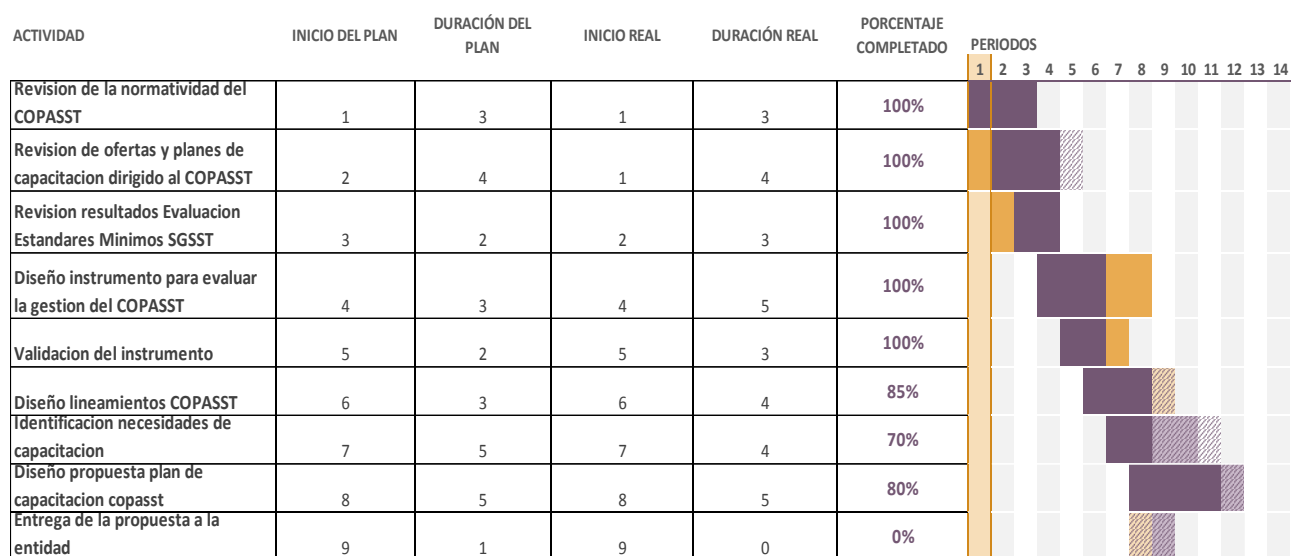 ACTIVIDAD INICIO DEL PLAN DURACIÓN DEL PLAN INICIO REAL DURACIÓN REAL PORCENTAJE COMPLETADO PERIODOS
1 2 3 4 5 6 7 8 9 10 11 12 13 14
Revision de la normatividad del
COPASST 1 3 1 3 100%
Revision de ofertas y planes de
capacitacion dirigido al COPASST 2 4 1 4 100%
Revision resultados Evaluacion
Estandares Minimos SGSST 3 2 2 3 100%
Diseño instrumento para evaluar
la gestion del COPASST 4 3 4 5 100%
Validacion del instrumento 5 2 5 3 100%
Diseño lineamientos COPASST 6 3 6 4 85%
Identificacion necesidades de
capacitacion 7 5 7 4 70%
Diseño propuesta plan de
capacitacion copasst 8 5 8 5 80%
Entrega de la propuesta a la
entidad 9 1 9 0 0%